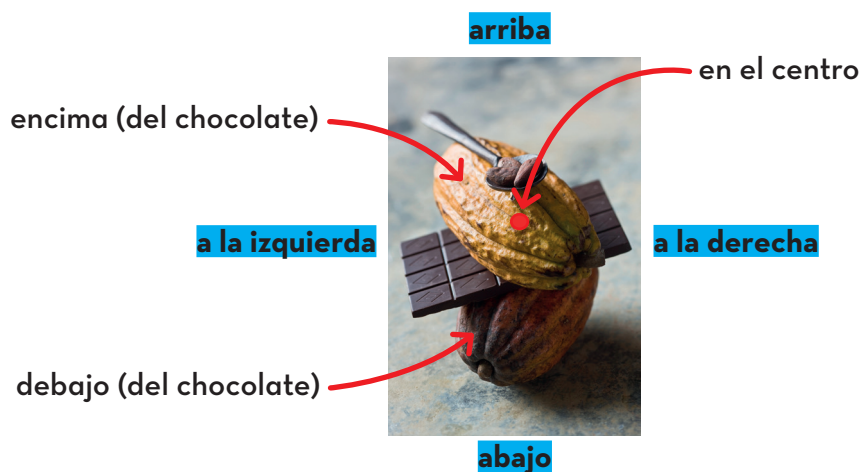 arriba
en el centro
encima (del chocolate)
a la izquierda
a la derecha
debajo (del chocolate)
abajo